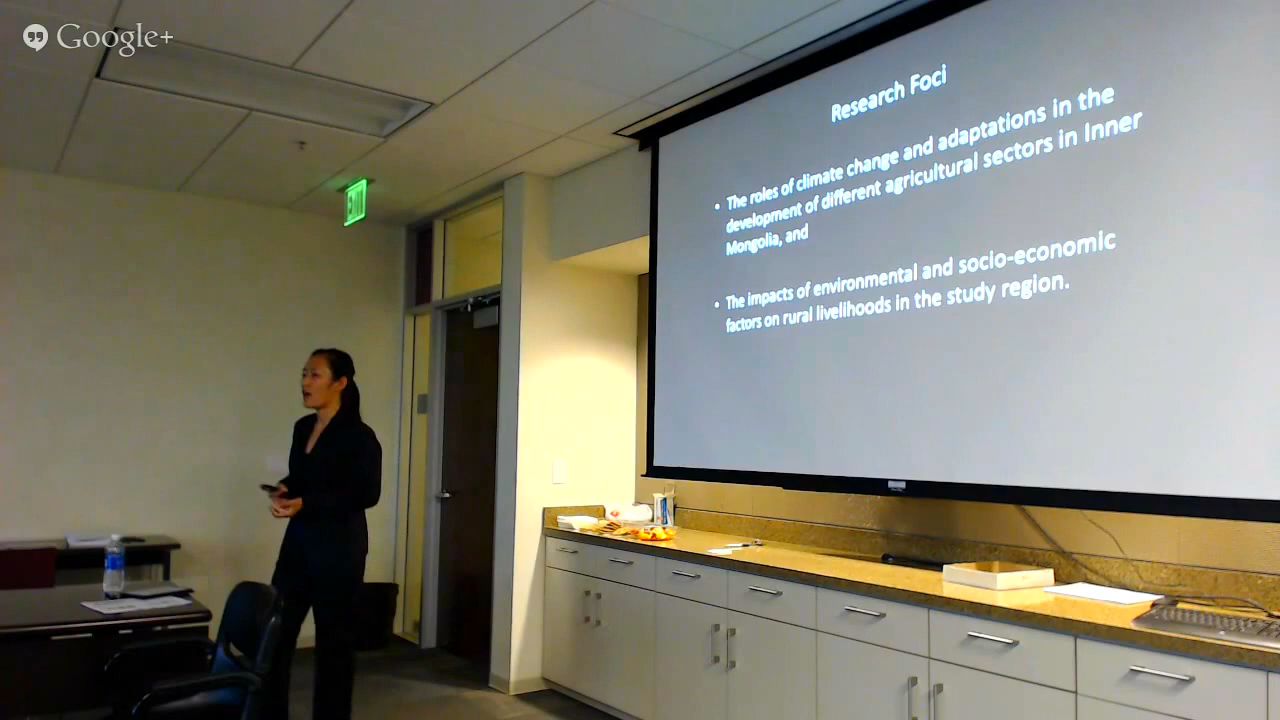 Google+
EXIT
Research Foci
• The roles of climate change and adaptations in the
development of different agricultural sectors in Inner
Mongolia, and
• The impacts of environmental and socio-economic
factors on rural livelihoods in the study region.